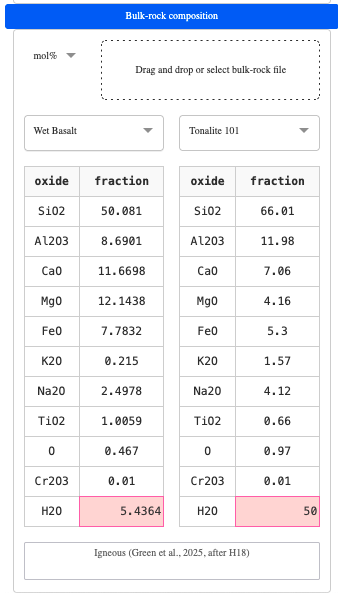 Bulk-rock composition
mol%
Drag and drop or select bulk-rock file
Wet Basalt
Tonalite 101
oxide fraction oxide fraction
SiO2 50.081 SiO2 66.01
Al2O3 8.6901 Al2O3 11.98
CaO 11.6698 CaO 7.06
MgO 12.1438 MgO 4.16
FeO 7.7832 FeO 5.3
K2O 0.215 K2O 1.57
Na2O 2.4978 Na2O 4.12
TiO2 1.0059 TiO2 0.66
O 0.467 O 0.97
Cr2O3 0.01 Cr2O3 0.01
H2O 5.4364 H2O 50
Igneous (Green et al., 2025, after H18)